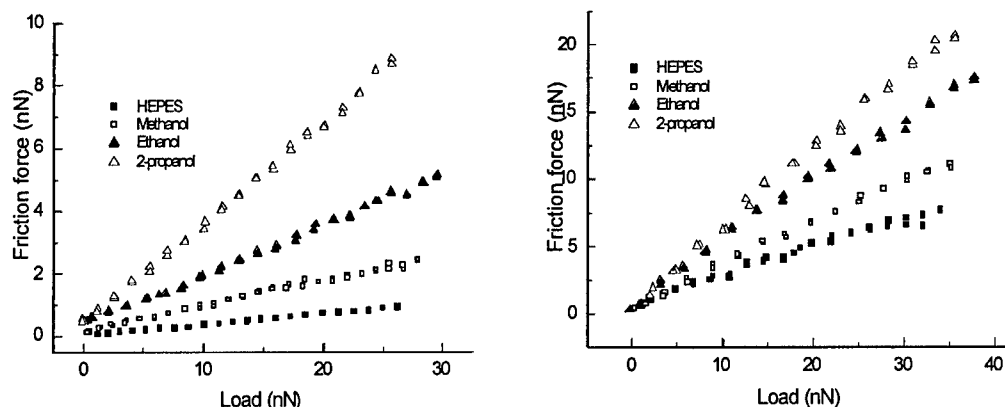 10
8
6
4
2
0
Friction force (nN)
HEPES
Methanol
Ethanol
2-propanol
0
10
20
30
Load (nN)
20
15
10
5
0
Friction force (nN)
HEPES
Methanol
Ethanol
2-propanol
0
10
20
30
40
Load (nN)